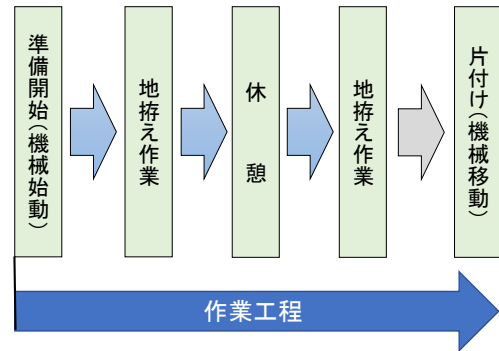 準備開始(機械始動)
地拵え作業
休憩
地拵え作業
片付け(機械移動)
作業工程